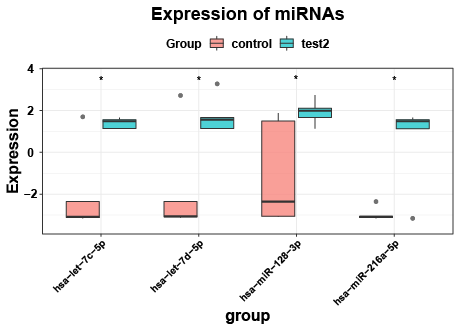 Expression of miRNAs
Group control test2
* * * *
4
2
0
−2
Expression
hsa−let−7c−5p
hsa−let−7d−5p
hsa−miR−128−3p
hsa−miR−216a−5p
group